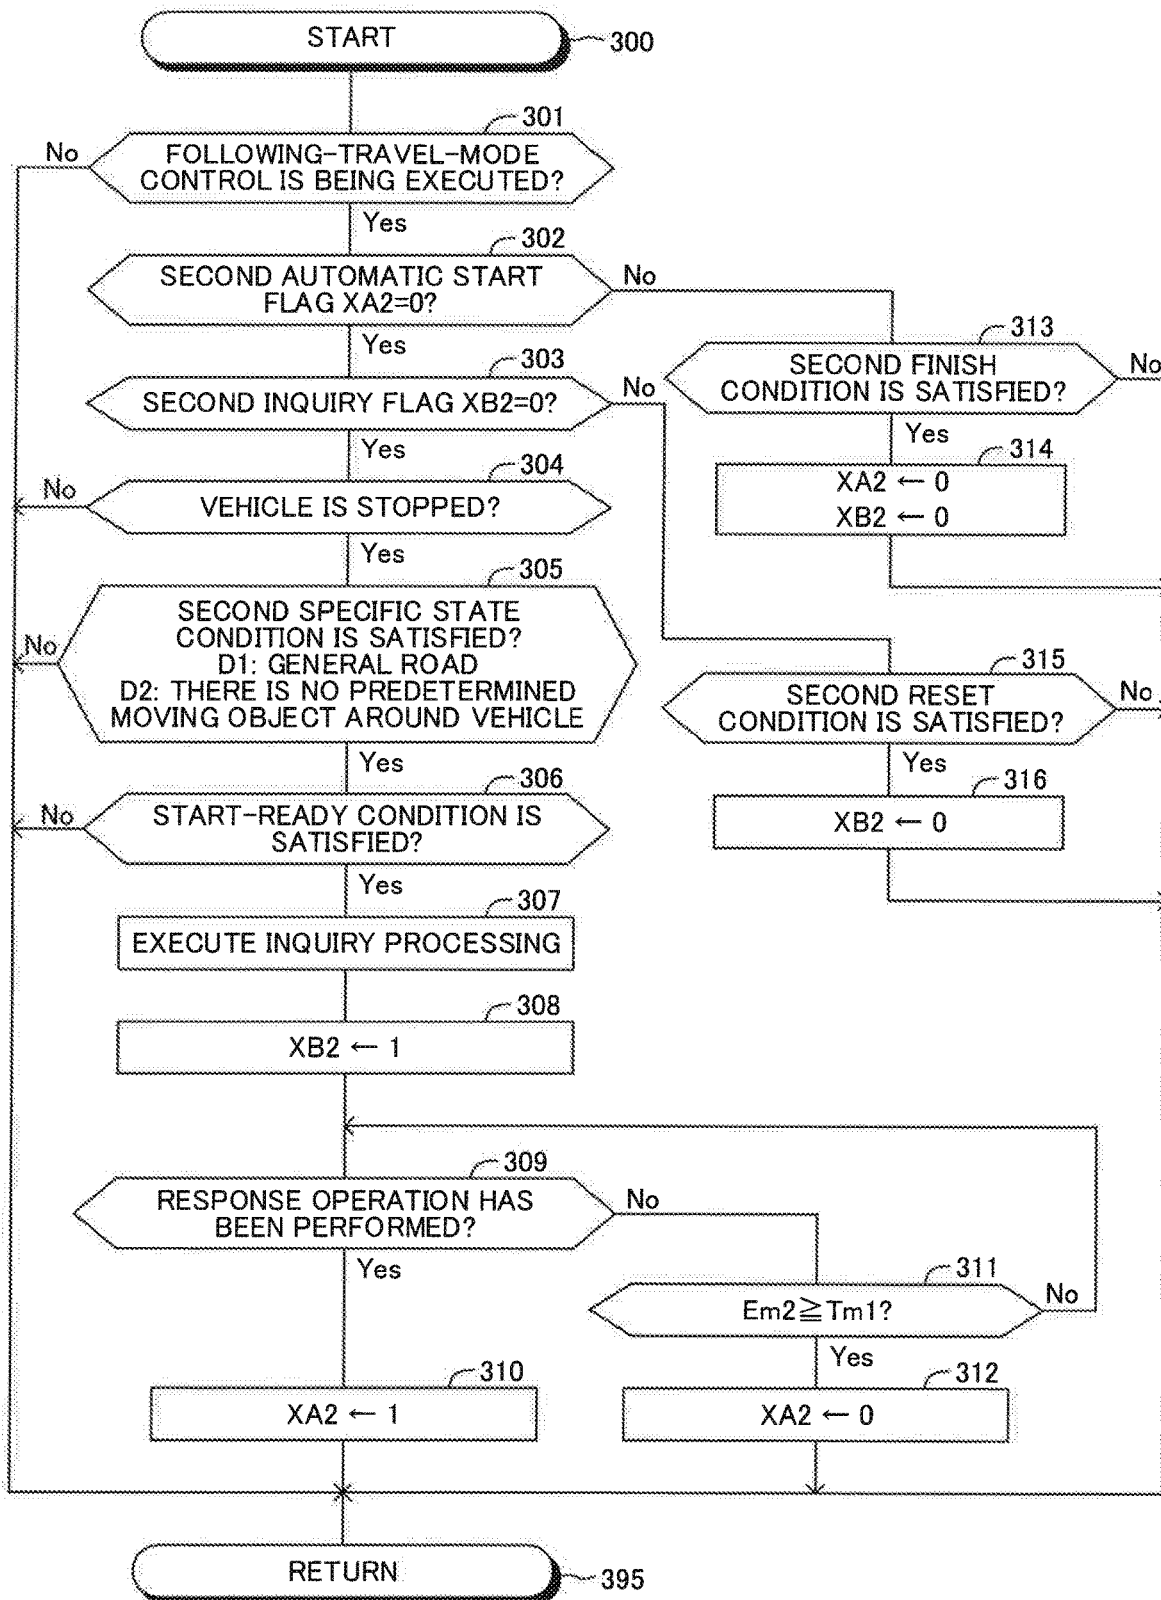 START
300
301
No
FOLLOWING-TRAVEL-MODE
CONTROL IS BEING EXECUTED?
Yes
302
SECOND AUTOMATIC START
FLAG XA2=0?
No
Yes
303
SECOND INQUIRY FLAG XB2=0?
No
Yes
304
No
VEHICLE IS STOPPED?
Yes
305
No
SECOND SPECIFIC STATE
CONDITION IS SATISFIED?
D1: GENERAL ROAD
D2: THERE IS NO PREDETERMINED
MOVING OBJECT AROUND VEHICLE
Yes
306
No
START-READY CONDITION IS
SATISFIED?
Yes
307
EXECUTE INQUIRY PROCESSING
308
XB2 ← 1
309
RESPONSE OPERATION HAS
BEEN PERFORMED?
No
Yes
310
XA2 ← 1
311
Em2≧Tm1?
No
Yes
312
XA2 ← 0
313
SECOND FINISH
CONDITION IS SATISFIED?
No
Yes
314
XA2 ← 0
XB2 ← 0
315
SECOND RESET
CONDITION IS SATISFIED?
No
Yes
316
XB2 ← 0
RETURN
395